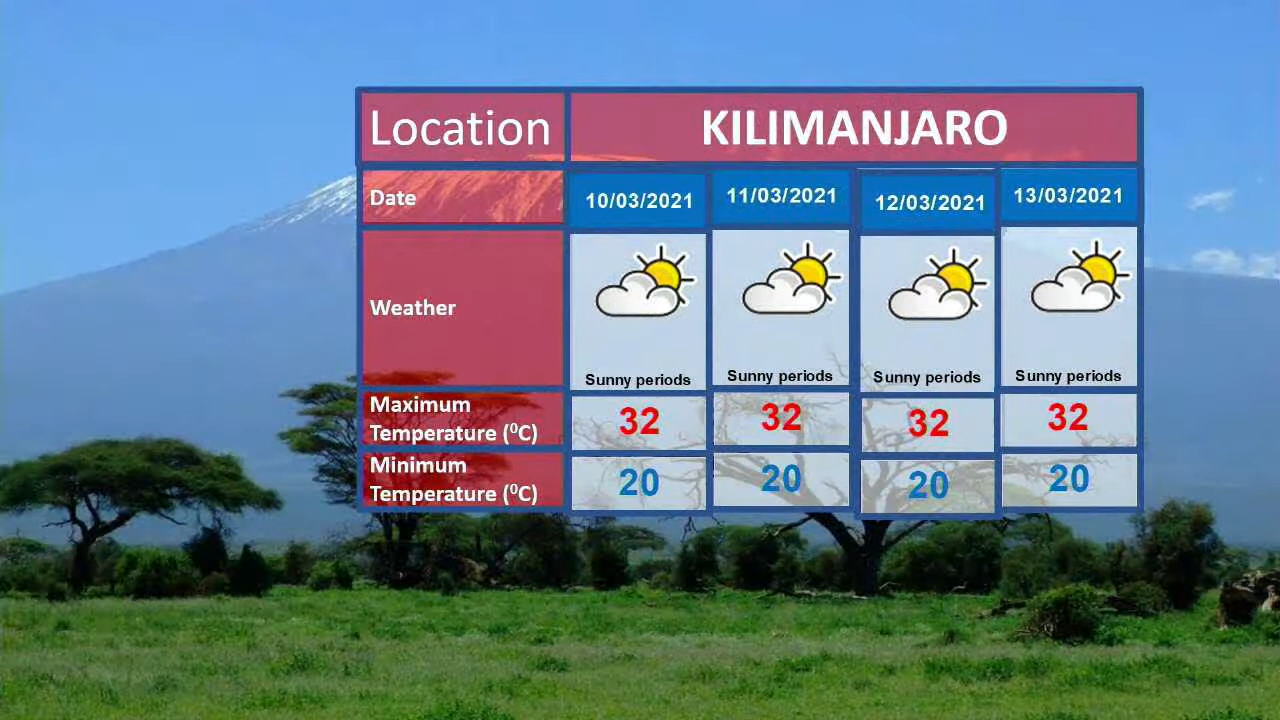 Location KILIMANJARO
Date 10/03/2021 11/03/2021 12/03/2021 13/03/2021
Weather
Sunny periods Sunny periods Sunny periods Sunny periods
Maximum
Temperature (⁰C) 32 32 32 32
Minimum
Temperature (⁰C) 20 20 20 20